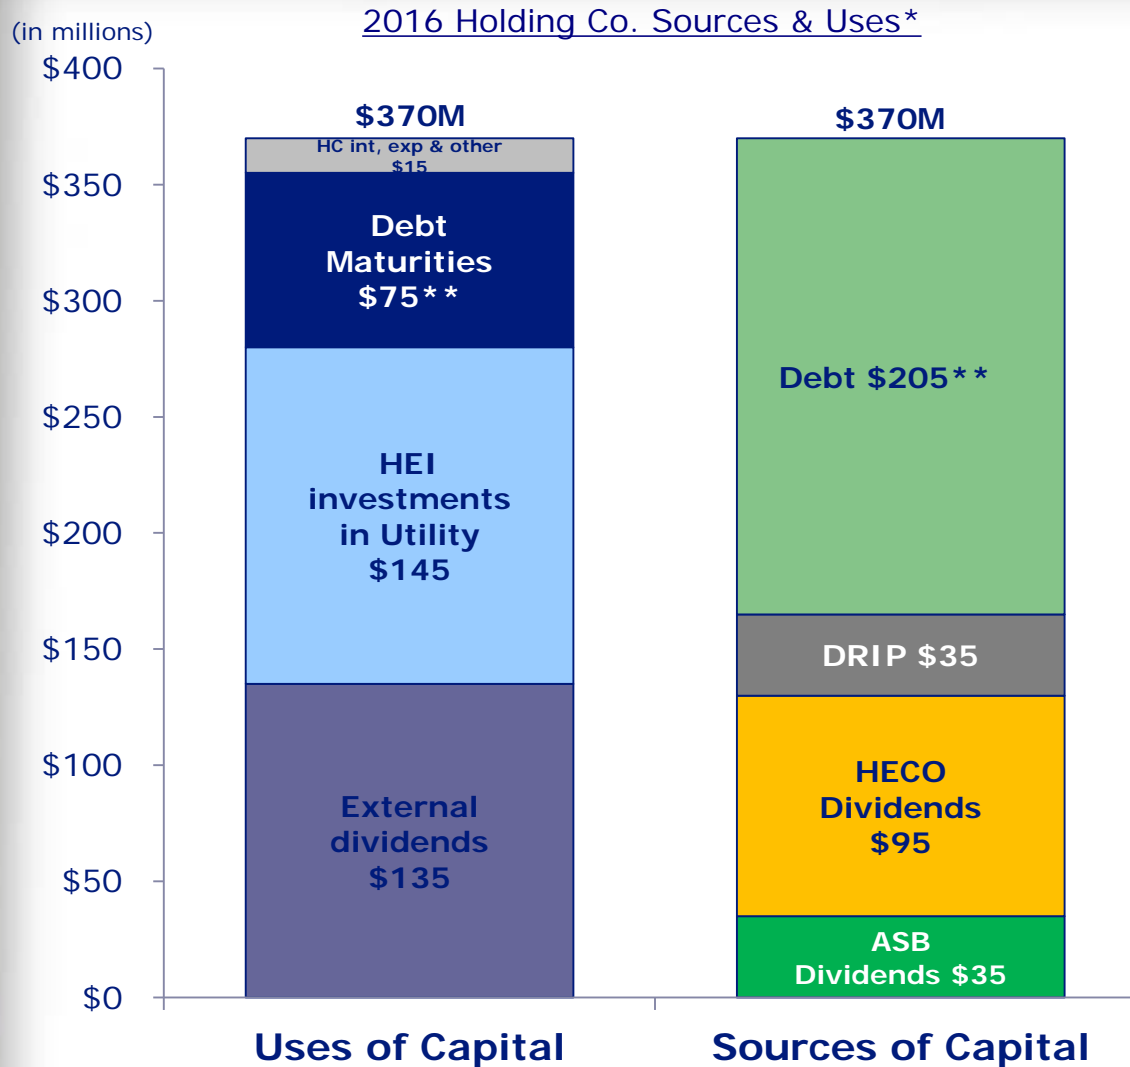 (in millions)
2016 Holding Co. Sources & Uses*
$400
$350
$300
$250
$200
$150
$100
$50
$0
$370M
HC int, exp & other
$15
Debt
Maturities
$75**
HEI
investments
in Utility
$145
External
dividends
$135
$370M
Debt $205**
DRIP $35
HECO
Dividends
$95
ASB
Dividends $35
Uses of Capital
Sources of Capital